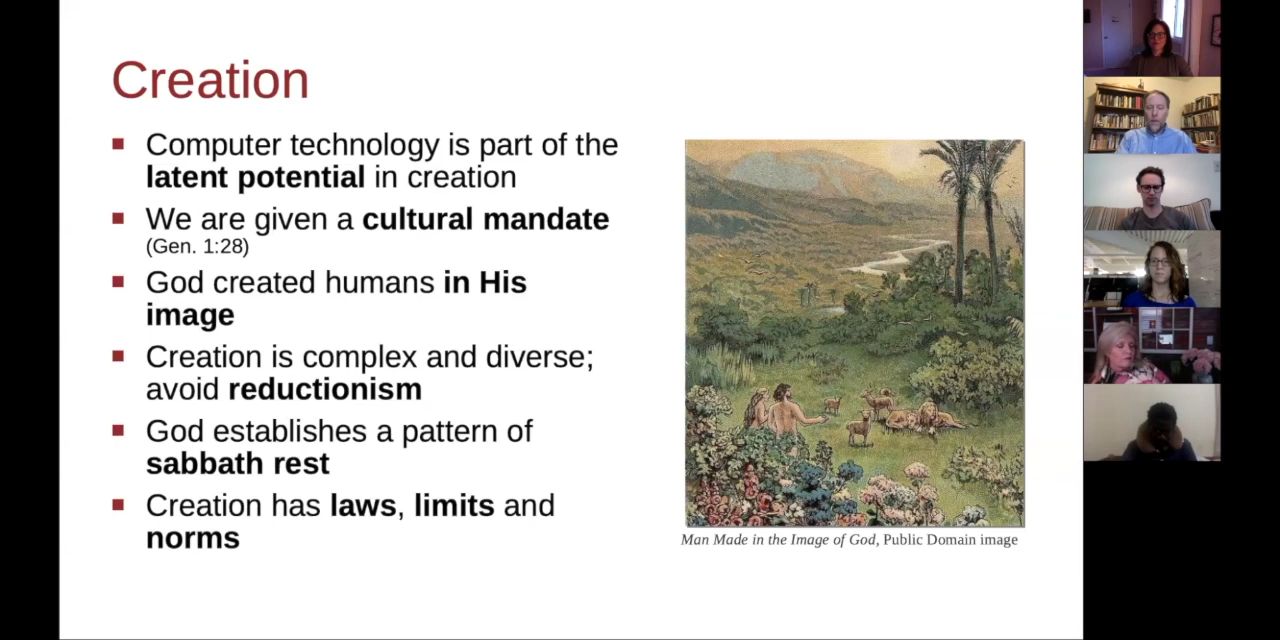 Creation
Computer technology is part of the
latent potential in creation
We are given a cultural mandate
(Gen. 1:28)
God created humans in His
image
Creation is complex and diverse;
avoid reductionism
God establishes a pattern of
sabbath rest
Creation has laws, limits and
norms
Man Made in the Image of God, Public Domain image